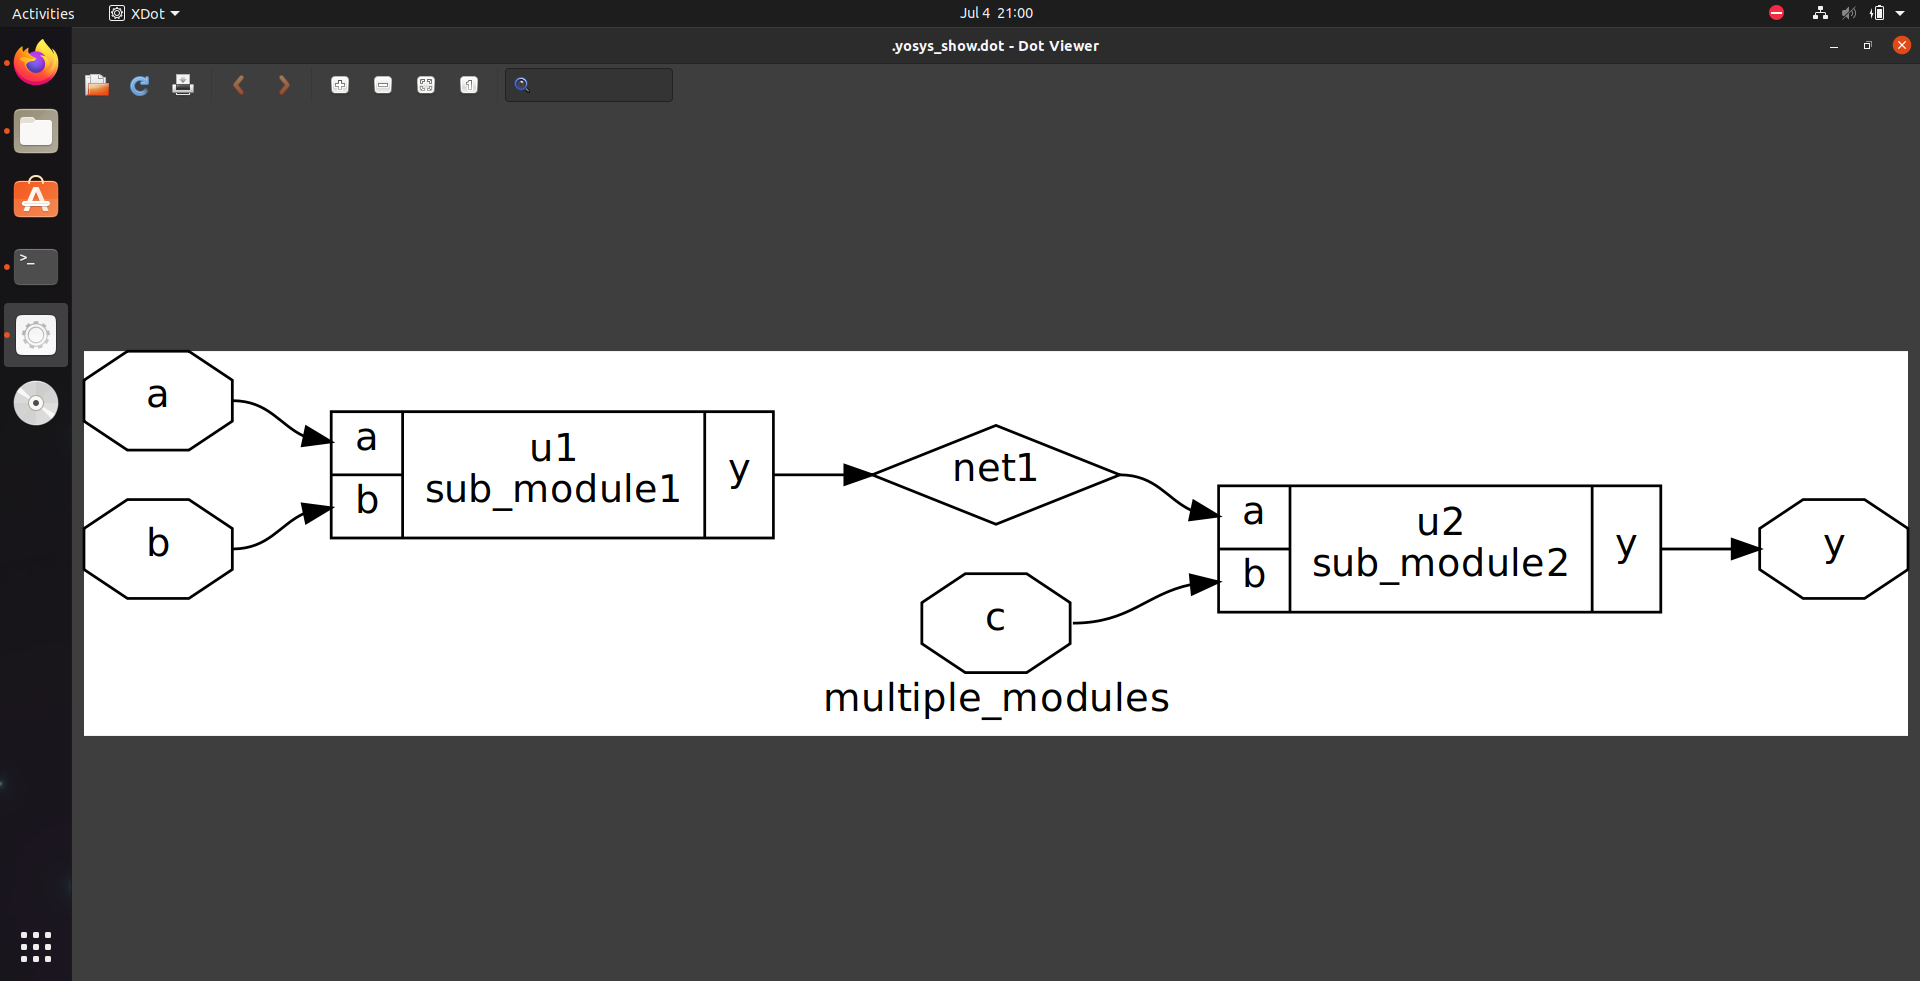 Activities
XDot
Jul 4 21:00
.yosys_show.dot - Dot Viewer
a
b
a
b
u1
sub_module1
y
net1
c
a
b
u2
sub_module2
y
y
multiple_modules